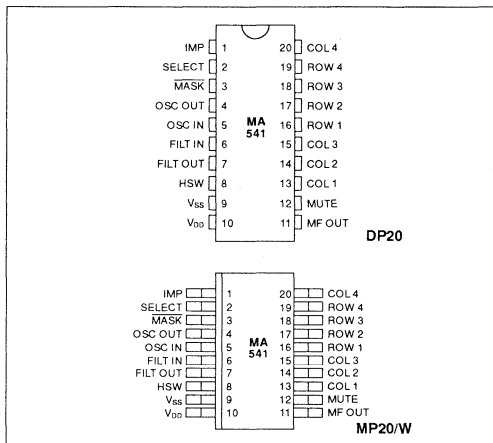 IMP 1 20 COL 4
SELECT 2 19 ROW 4
MASK 3 18 ROW 3
OSC OUT 4 17 ROW 2
OSC IN 5 MA 541 16 ROW 1
FILT IN 6 15 COL 3
FILT OUT 7 14 COL 2
HSW 8 13 COL 1
VSS 9 12 MUTE
VDD 10 11 MF OUT
DP20
IMP 1 20 COL 4
SELECT 2 19 ROW 4
MASK 3 18 ROW 3
OSC OUT 4 17 ROW 2
OSC IN 5 MA 541 16 ROW 1
FILT IN 6 15 COL 3
FILT OUT 7 14 COL 2
HSW 8 13 COL 1
VSS 9 12 MUTE
VDD 10 11 MF OUT
MP20/W